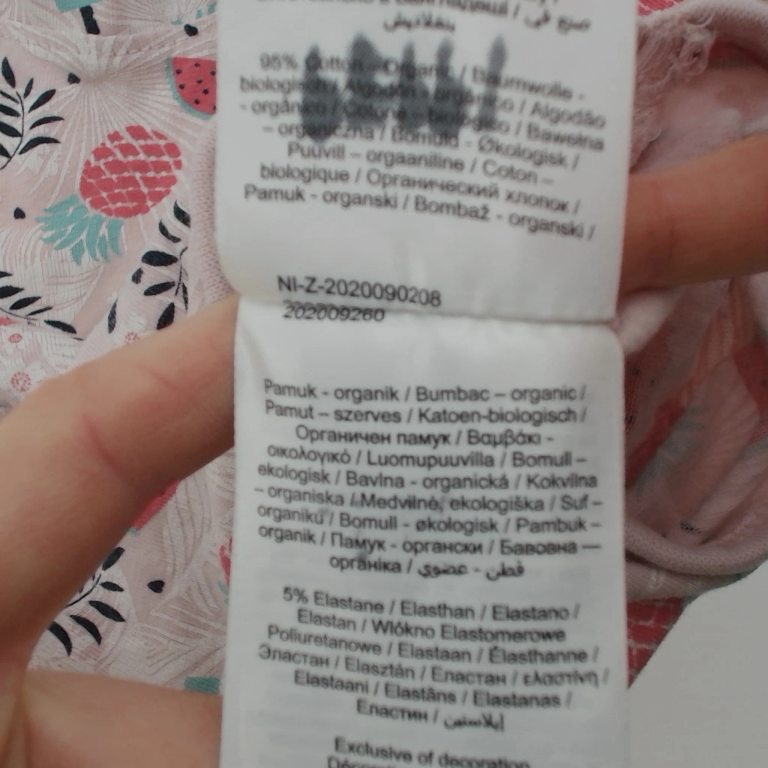 صنع في /
بنغلاديش
95% Cotton – Organic / Baumwolle -
biologisch / Algodón - orgánico / Algodão
- orgânico / Cotone – biologico / Bawełna
– organiczna / Bomuld - Økologisk /
Puuvill – orgaaniline / Coton –
biologique / Органический хлопок /
Pamuk - organski / Bombaž - organski /
NI-Z-2020090208
202009260
Pamuk - organik / Bumbac – organic /
Pamut – szerves / Katoen-biologisch /
Органичен памук / Βαμβάκι -
οικολογικό / Luomupuuvilla / Bomull –
ekologisk / Bavlna - organická / Kokvilna
– organiska / Medvilnė, ekologiška / Suf –
organiku / Bomull - økologisk / Pambuk –
organik / Памук - органски / Бавовна —
органіка / قطن - عضوي
5% Elastane / Elasthan / Elastano /
Elastan / Włókno Elastomerowe
Poliuretanowe / Elastaan / Élasthanne /
Эластан / Elasztán / Еластан / ελαστίνη /
Elastaani / Elastāns / Elastanas /
Еластин / إيلاستين
Exclusive of decoration